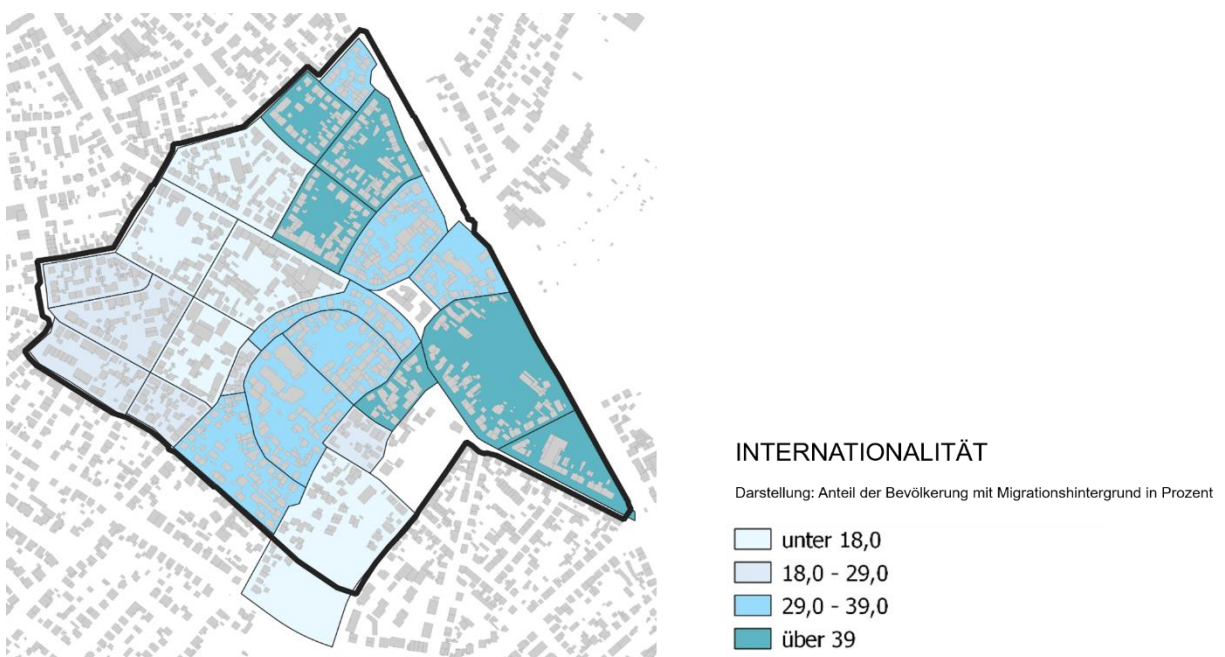 INTERNATIONALITÄT
Darstellung: Anteil der Bevölkerung mit Migrationshintergrund in Prozent
unter 18,0
18,0 - 29,0
29,0 - 39,0
über 39